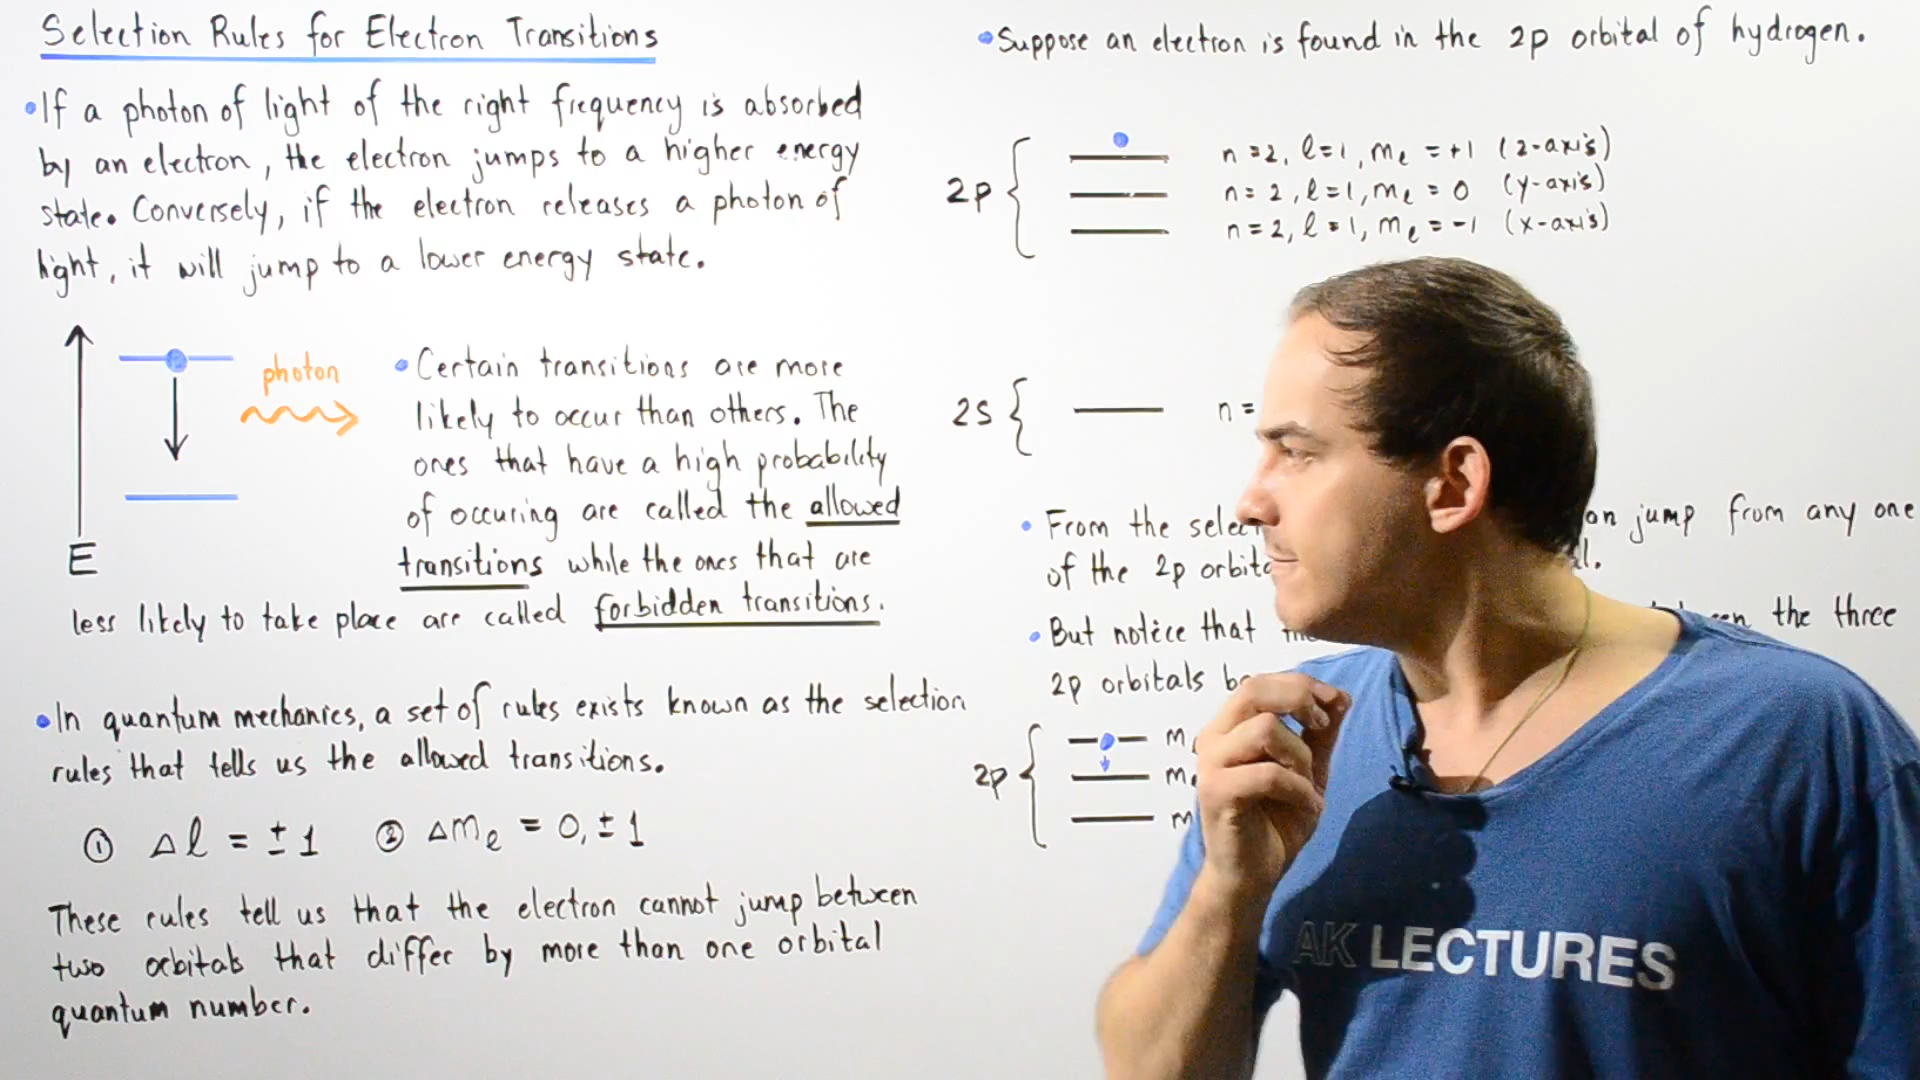 Selection Rules for Electron Transitions
•If a photon of light of the right frequency is absorbed
by an electron, the electron jumps to a higher energy
state. Conversely, if the electron releases a photon of
light, it will jump to a lower energy state.
photon
E
•Certain transitions are more
likely to occur than others. The
ones that have a high probability
of occuring are called the allowed
transitions while the ones that are
less likely to take place are called forbidden transitions.
•In quantum mechanics, a set of rules exists known as the selection
rules that tells us the allowed transitions.
① Δl = ±1 ② Δmℓ = 0, ±1
These rules tell us that the electron cannot jump between
two orbitals that differ by more than one orbital
quantum number.
•Suppose an electron is found in the 2p orbital of hydrogen.
2p
n=2, l=1, mℓ = +1 (z-axis)
n=2, l=1, mℓ = 0 (y-axis)
n=2, l=1, mℓ = -1 (x-axis)
2s n =
• From the jump from any one
of the 2p
• But notice that the three
2p orbitals
2p
m
m
m
AK LECTURES